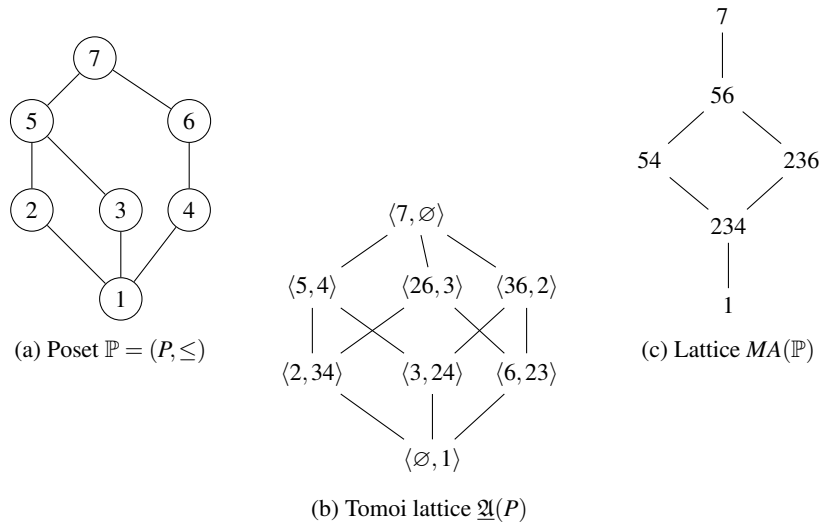 7
5
6
2
3
4
1
(a) Poset ℙ = (P, ≤)
⟨7,∅⟩
⟨5,4⟩ ⟨26,3⟩ ⟨36,2⟩
⟨2,34⟩ ⟨3,24⟩ ⟨6,23⟩
⟨∅,1⟩
(b) Tomoi lattice 𝔄(P)
7
56
54 236
234
1
(c) Lattice MA(ℙ)